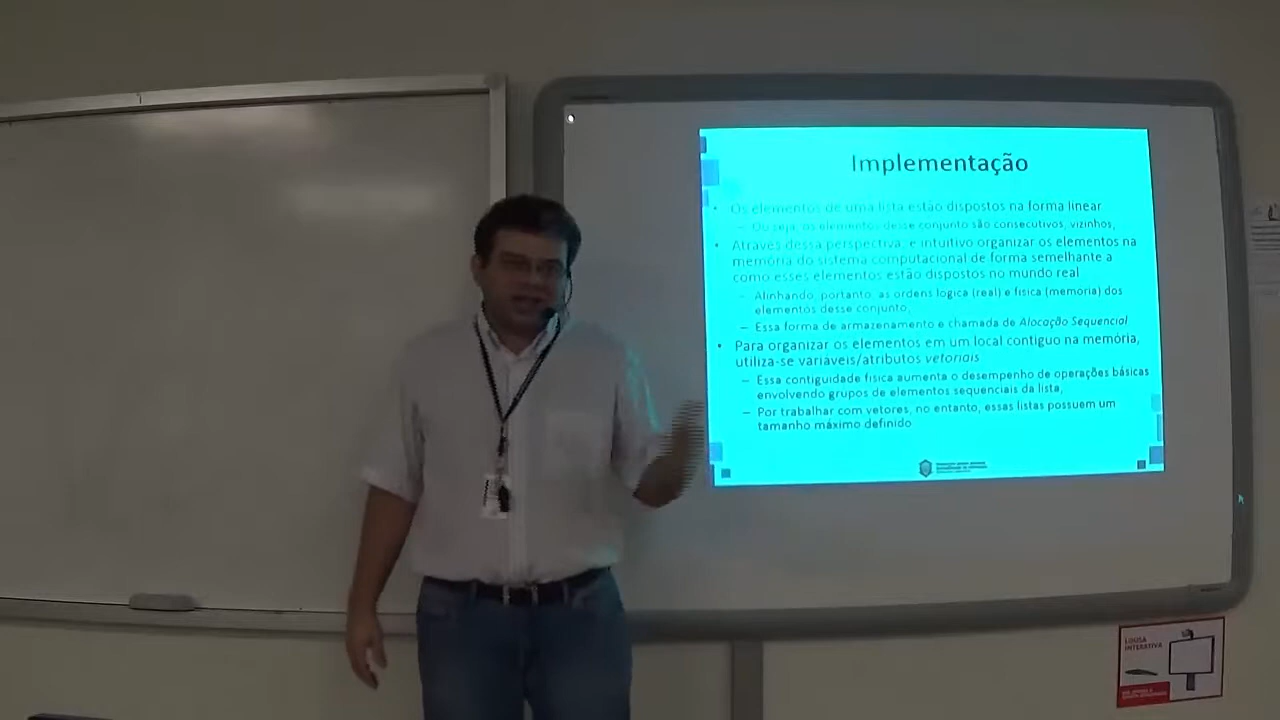 Implementação
• Os elementos de uma lista estão dispostos na forma linear
– Ou seja, os elementos desse conjunto são consecutivos, vizinhos,
• Através dessa perspectiva, é intuitivo organizar os elementos na
memória do sistema computacional de forma semelhante a
como esses elementos estão dispostos no mundo real
– Alinhando, portanto, as ordens lógica (real) e física (memória) dos
elementos desse conjunto,
– Essa forma de armazenamento é chamada de Alocação Sequencial
• Para organizar os elementos em um local contíguo na memória,
utiliza-se variáveis/atributos vetoriais
– Essa contiguidade física aumenta o desempenho de operações básicas
envolvendo grupos de elementos sequenciais da lista,
– Por trabalhar com vetores, no entanto, essas listas possuem um
tamanho máximo definido
LOUSA
INTERATIVA